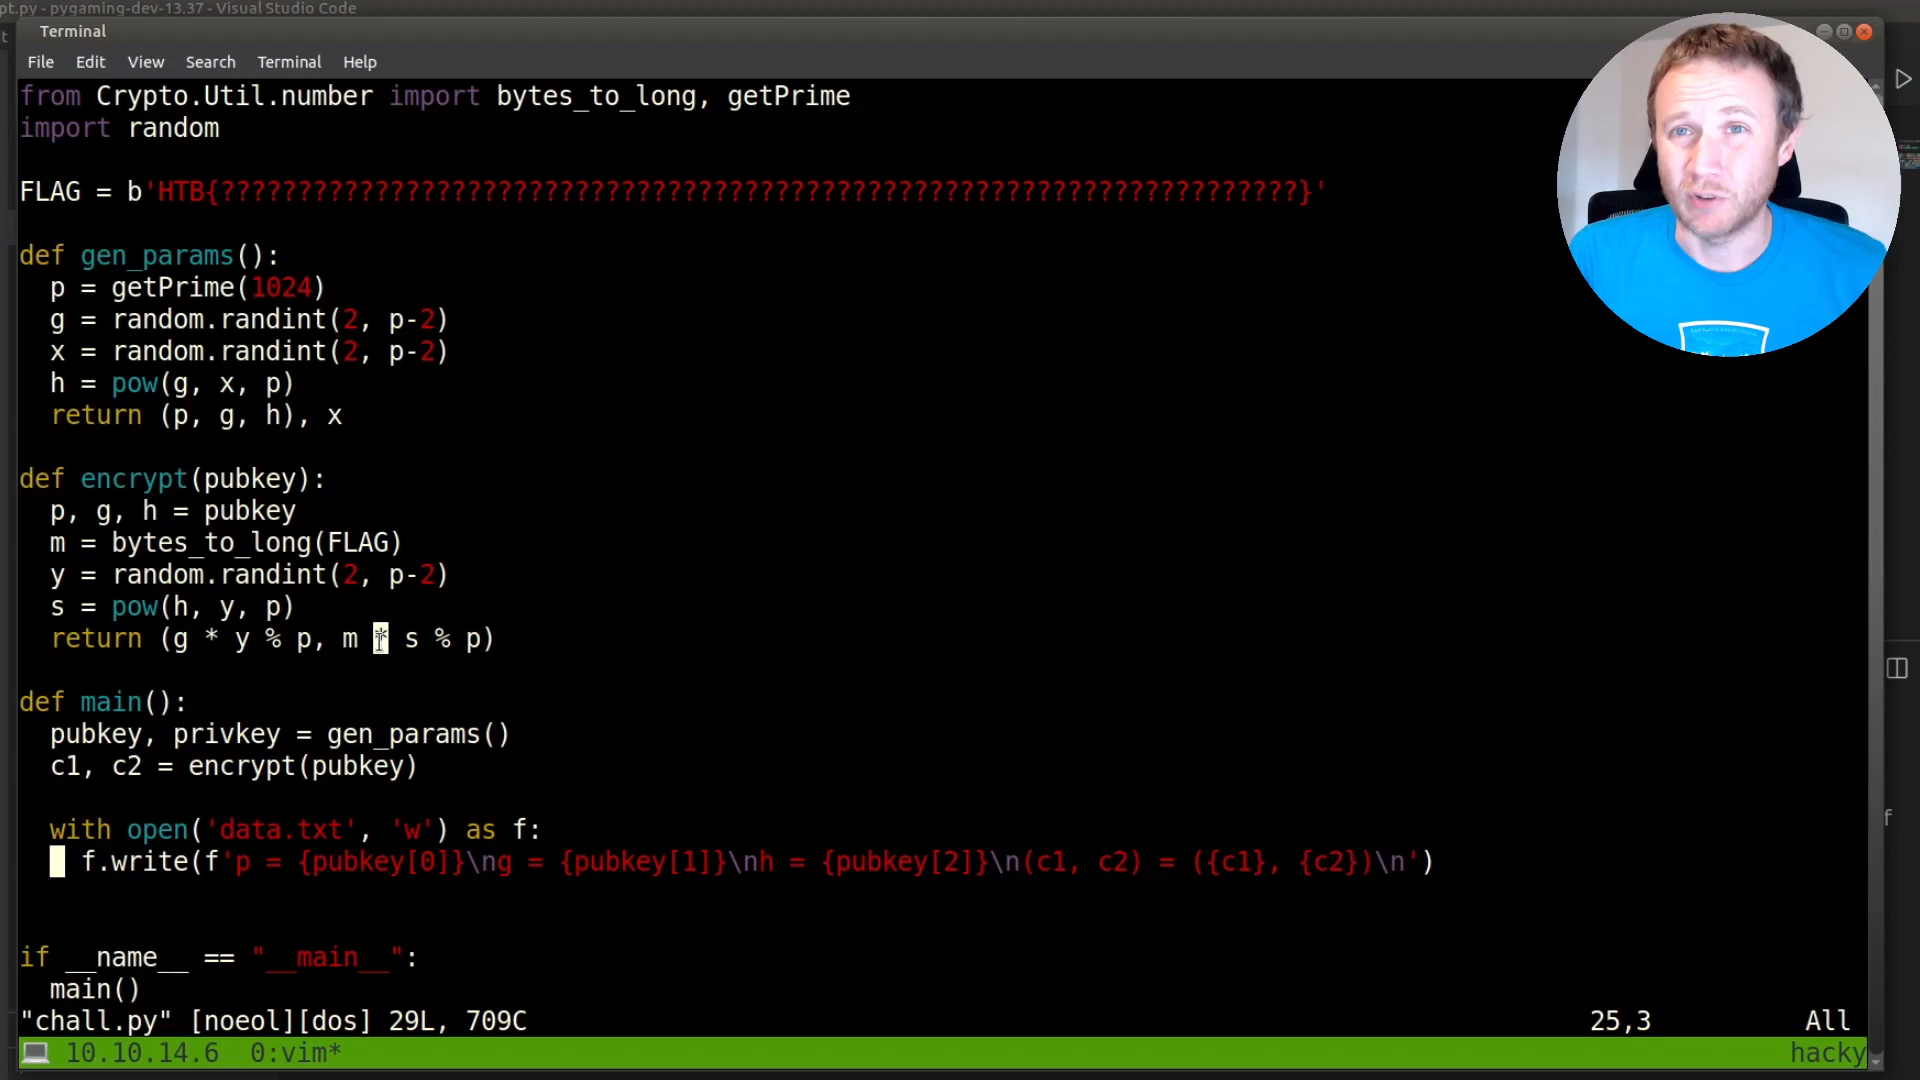 pt.py - pygaming-dev-13.37 - Visual Studio Code
Terminal
File Edit View Search Terminal Help
from Crypto.Util.number import bytes_to_long, getPrime
import random
FLAG = b'HTB{??????????????????????????????????????????????????????????????????????}'
def gen_params():
  p = getPrime(1024)
  g = random.randint(2, p-2)
  x = random.randint(2, p-2)
  h = pow(g, x, p)
  return (p, g, h), x
def encrypt(pubkey):
  p, g, h = pubkey
  m = bytes_to_long(FLAG)
  y = random.randint(2, p-2)
  s = pow(h, y, p)
  return (g * y % p, m * s % p)
def main():
  pubkey, privkey = gen_params()
  c1, c2 = encrypt(pubkey)
  with open('data.txt', 'w') as f:
    f.write(f'p = {pubkey[0]}\ng = {pubkey[1]}\nh = {pubkey[2]}\n(c1, c2) = ({c1}, {c2})\n')
if __name__ == "__main__":
  main()
"chall.py" [noeol][dos] 29L, 709C 25,3 All
10.10.14.6 0:vim* hacky